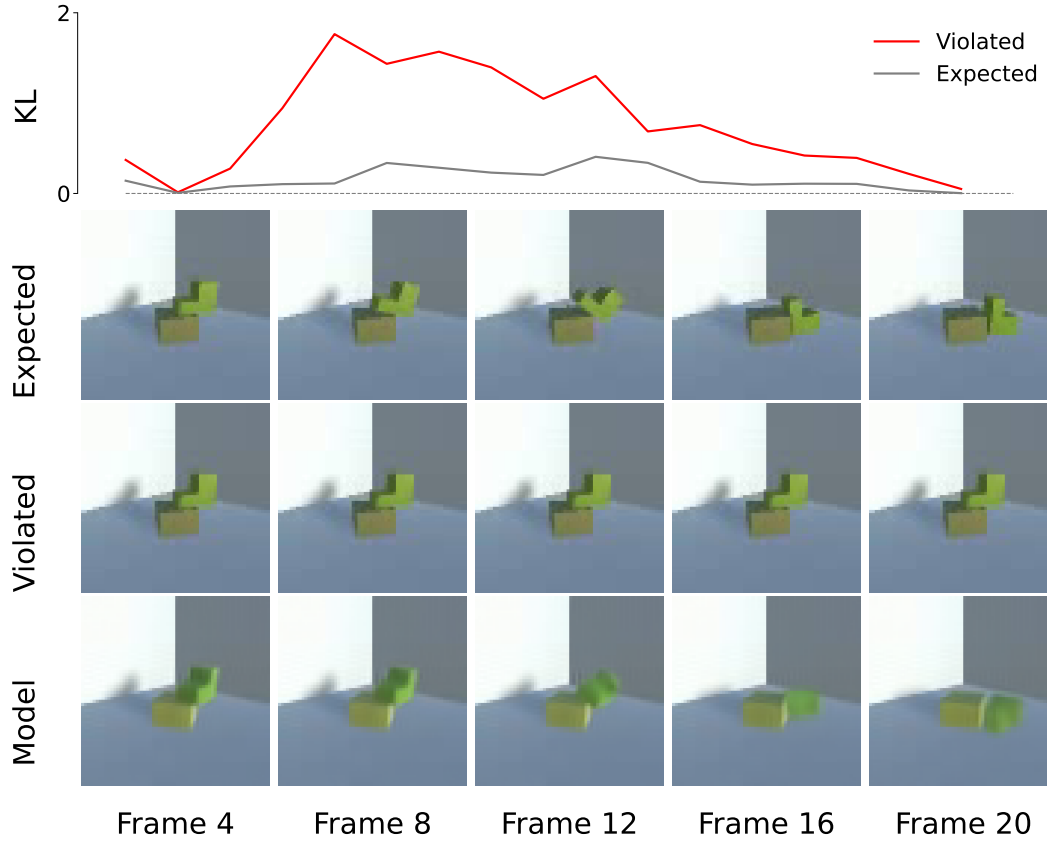 2
KL
0
Violated
Expected
Expected
Violated
Model
Frame 4
Frame 8
Frame 12
Frame 16
Frame 20